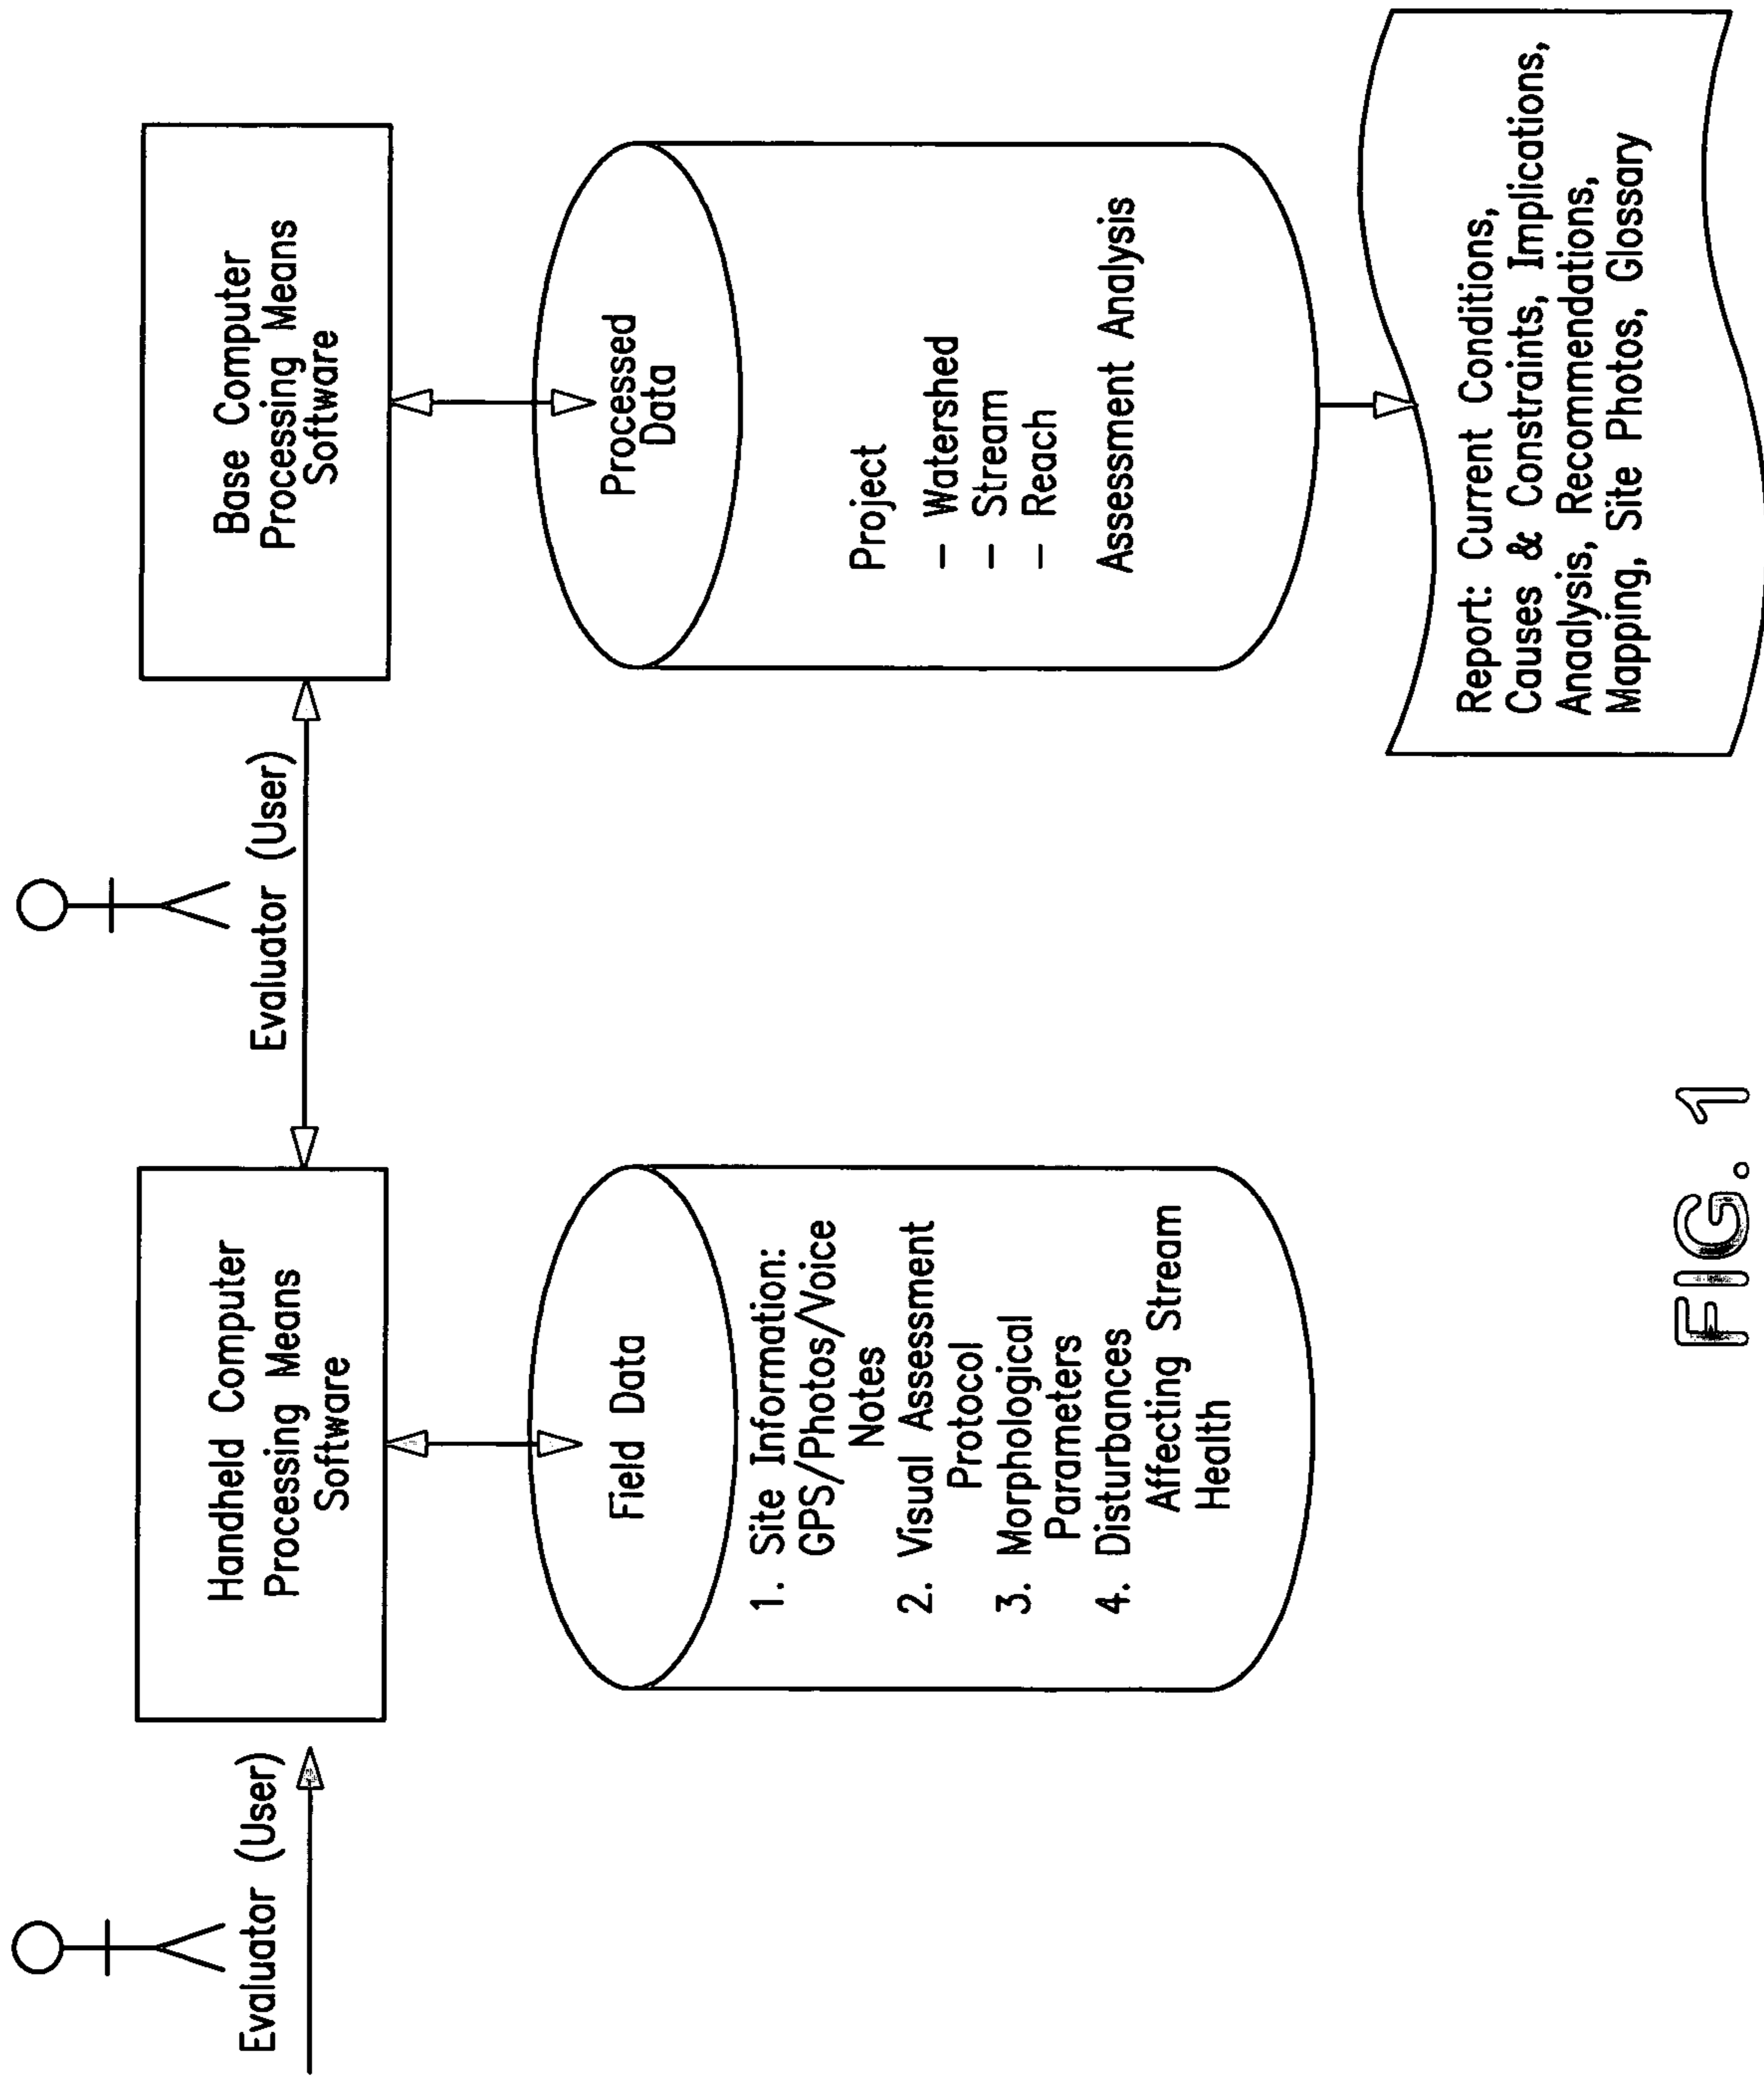 Evaluator (User)
Handheld Computer
Processing Means
Software
Evaluator (User)
Base Computer
Processing Means
Software
Field Data
1. Site Information:
GPS/Photos/Voice
Notes
2. Visual Assessment
Protocol
3. Morphological
Parameters
4. Disturbances
Affecting Stream
Health
Processed
Data
Project
– Watershed
– Stream
– Reach
Assessment Analysis
Report: Current Conditions,
Causes & Constraints, Implications,
Analysis, Recommendations,
Mapping, Site Photos, Glossary
FIG. 1